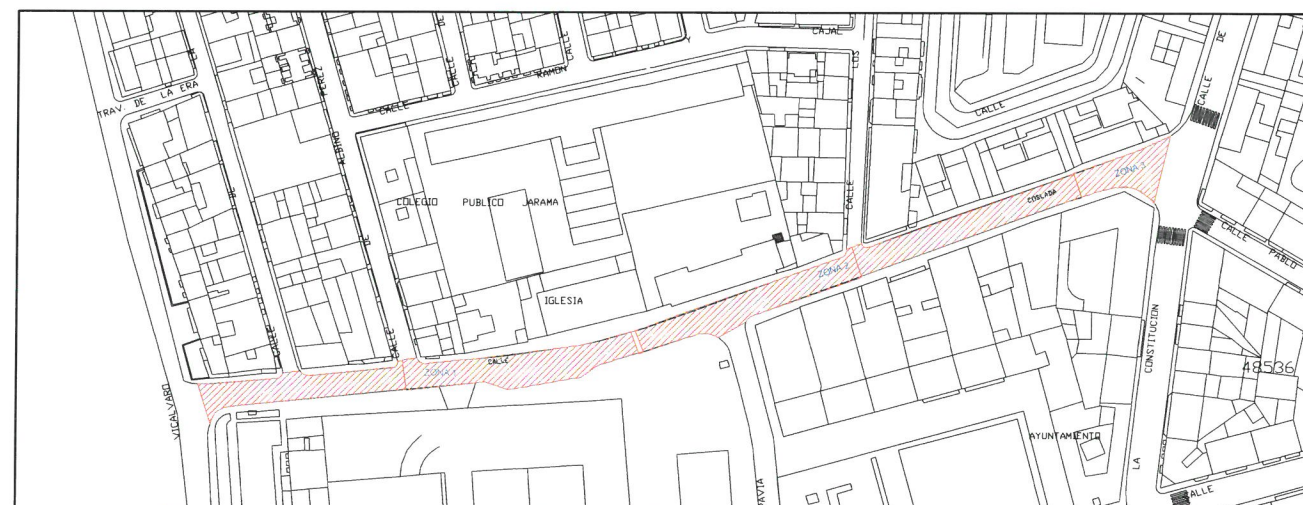 CAJAL
Y
RAMON
CALLE
CALLE
CALLE
LOS
CALLE
DE
CALLE
TRAV. DE LA ERA
PEREZ
ALBINO
DE
CALLE
DE
CALLE
COLEGIO PUBLICO JARAMA
IGLESIA
CALLE
COSLADA
ZONA 1
ZONA 2
ZONA 3
CALLE
CALLE
PABLO
CONSTITUCION
LA
48536
AYUNTAMIENTO
VICALVARO
PAVIA
CALLE